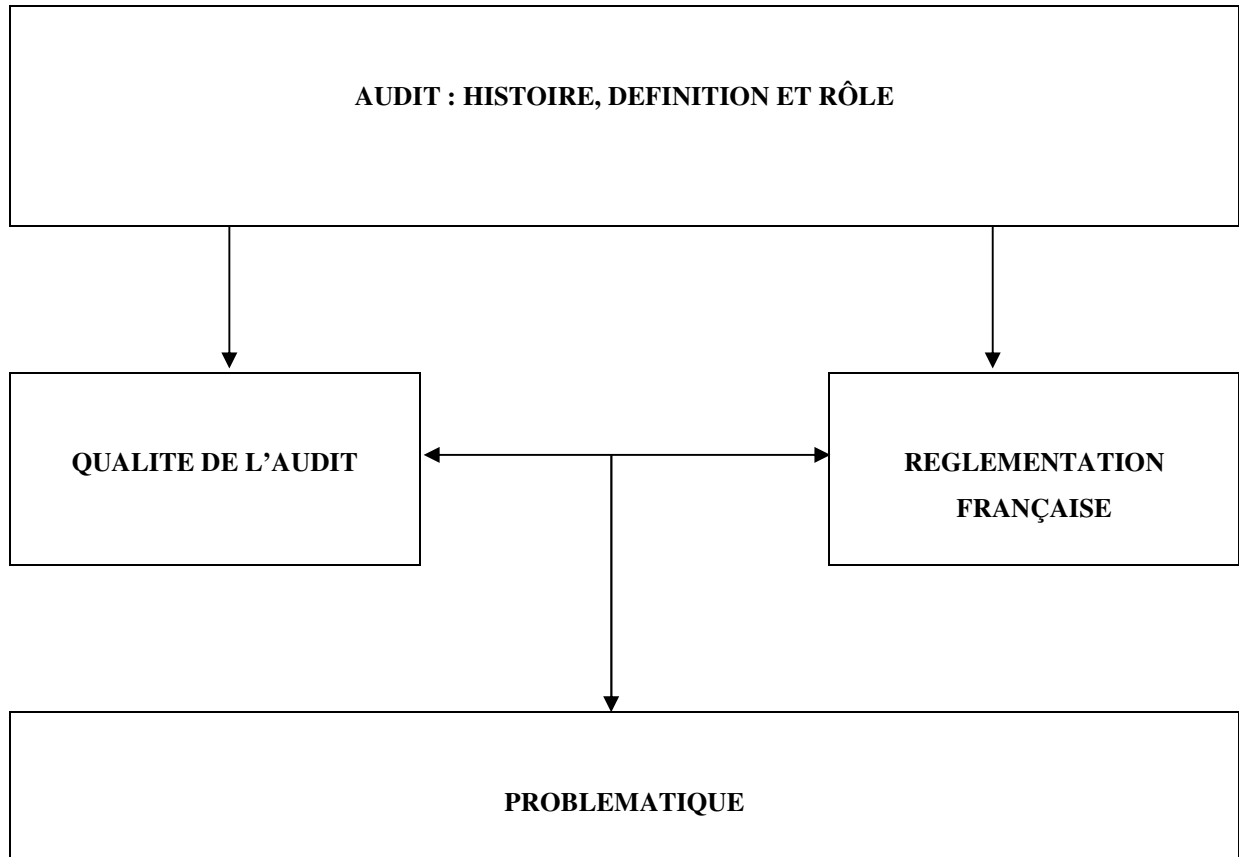 AUDIT : HISTOIRE, DEFINITION ET RÔLE
QUALITE DE L'AUDIT
REGLEMENTATION
FRANÇAISE
PROBLEMATIQUE